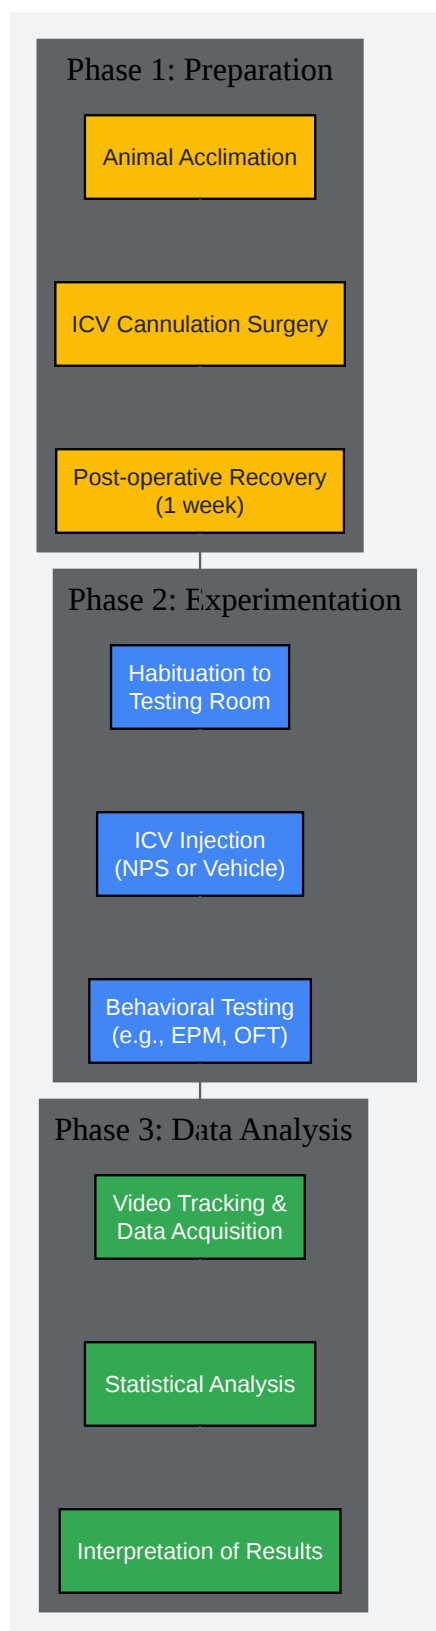 Phase 1: Preparation
Animal Acclimation
ICV Cannulation Surgery
Post-operative Recovery
(1 week)
Phase 2: Experimentation
Habituation to
Testing Room
ICV Injection
(NPS or Vehicle)
Behavioral Testing
(e.g., EPM, OFT)
Phase 3: Data Analysis
Video Tracking &
Data Acquisition
Statistical Analysis
Interpretation of Results